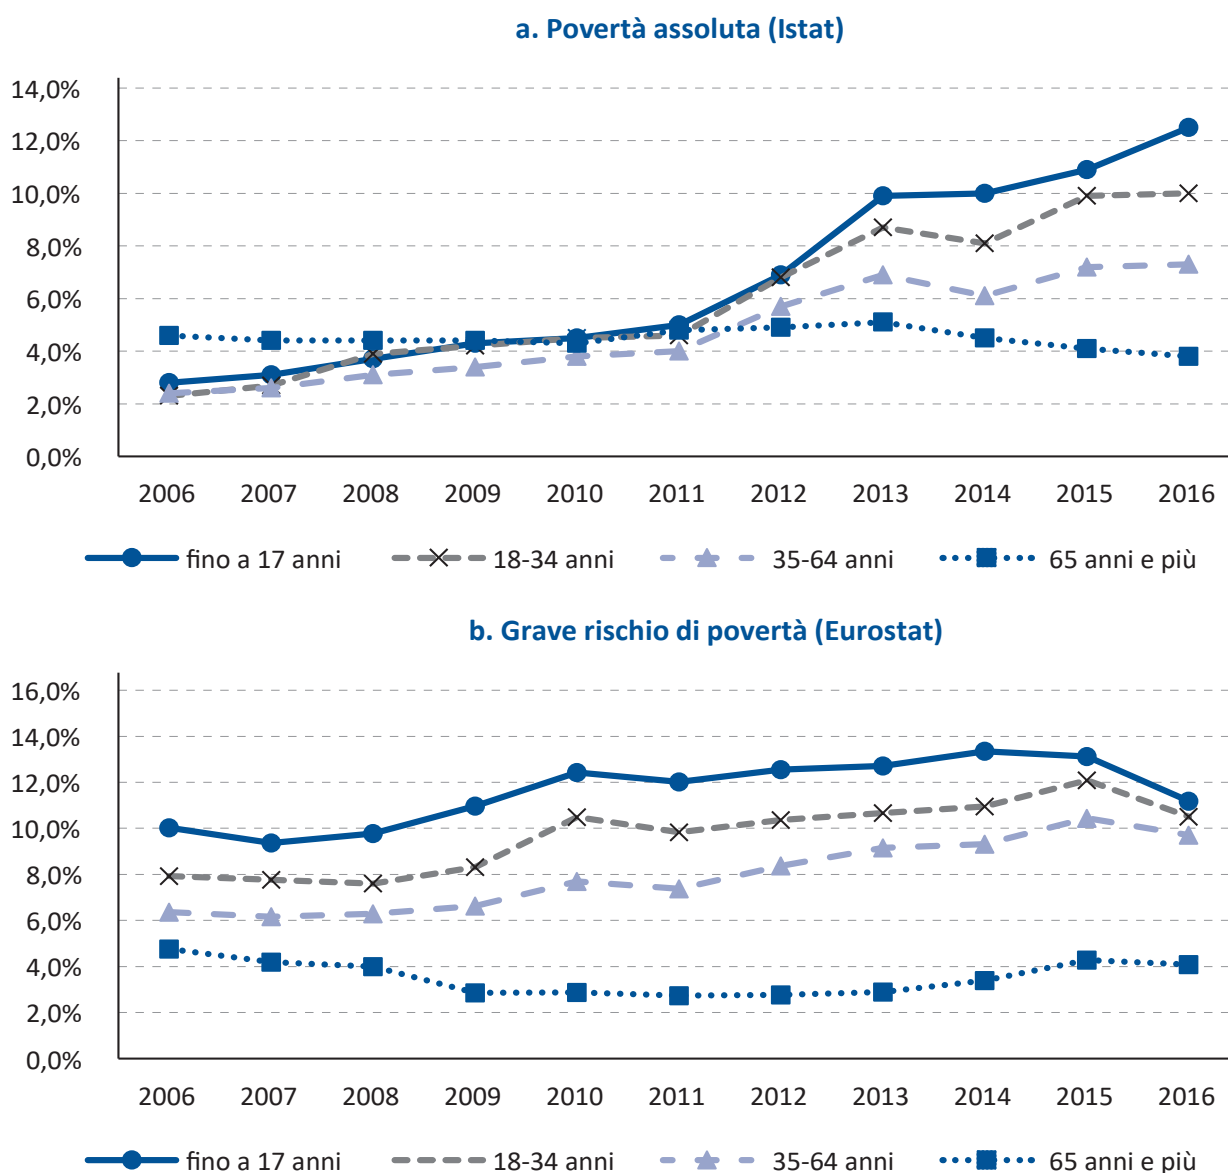 a. Povertà assoluta (Istat)
14,0%
12,0%
10,0%
8,0%
6,0%
4,0%
2,0%
0,0%
2006 2007 2008 2009 2010 2011 2012 2013 2014 2015 2016
fino a 17 anni 18-34 anni 35-64 anni 65 anni e più
b. Grave rischio di povertà (Eurostat)
16,0%
14,0%
12,0%
10,0%
8,0%
6,0%
4,0%
2,0%
0,0%
2006 2007 2008 2009 2010 2011 2012 2013 2014 2015 2016
fino a 17 anni 18-34 anni 35-64 anni 65 anni e più